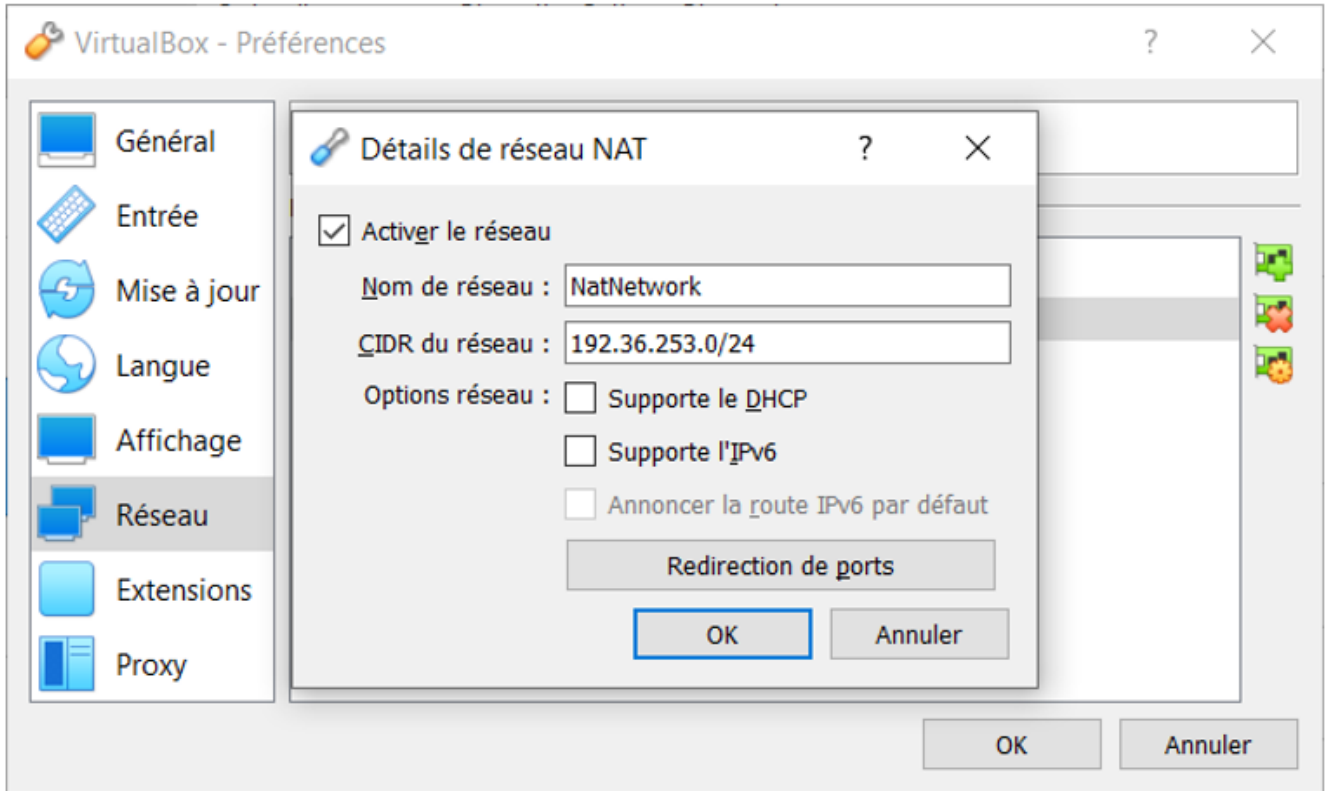 VirtualBox - Préférences
?
Général
Entrée
Mise à jour
Langue
Affichage
Réseau
Extensions
Proxy
Détails de réseau NAT
?
Activer le réseau
Nom de réseau : NatNetwork
CIDR du réseau : 192.36.253.0/24
Options réseau : Supporte le DHCP
Supporte l'IPv6
Annoncer la route IPv6 par défaut
Redirection de ports
OK Annuler
OK Annuler